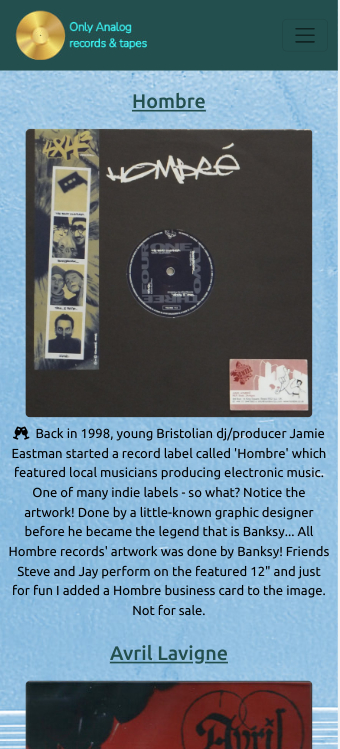 Only Analog
records & tapes
Hombre
4X4=3
HOMBRÉ
Back in 1998, young Bristolian dj/producer Jamie
Eastman started a record label called 'Hombre' which
featured local musicians producing electronic music.
One of many indie labels - so what? Notice the
artwork! Done by a little-known graphic designer
before he became the legend that is Banksy... All
Hombre records' artwork was done by Banksy! Friends
Steve and Jay perform on the featured 12" and just
for fun I added a Hombre business card to the image.
Not for sale.
Avril Lavigne
Avril